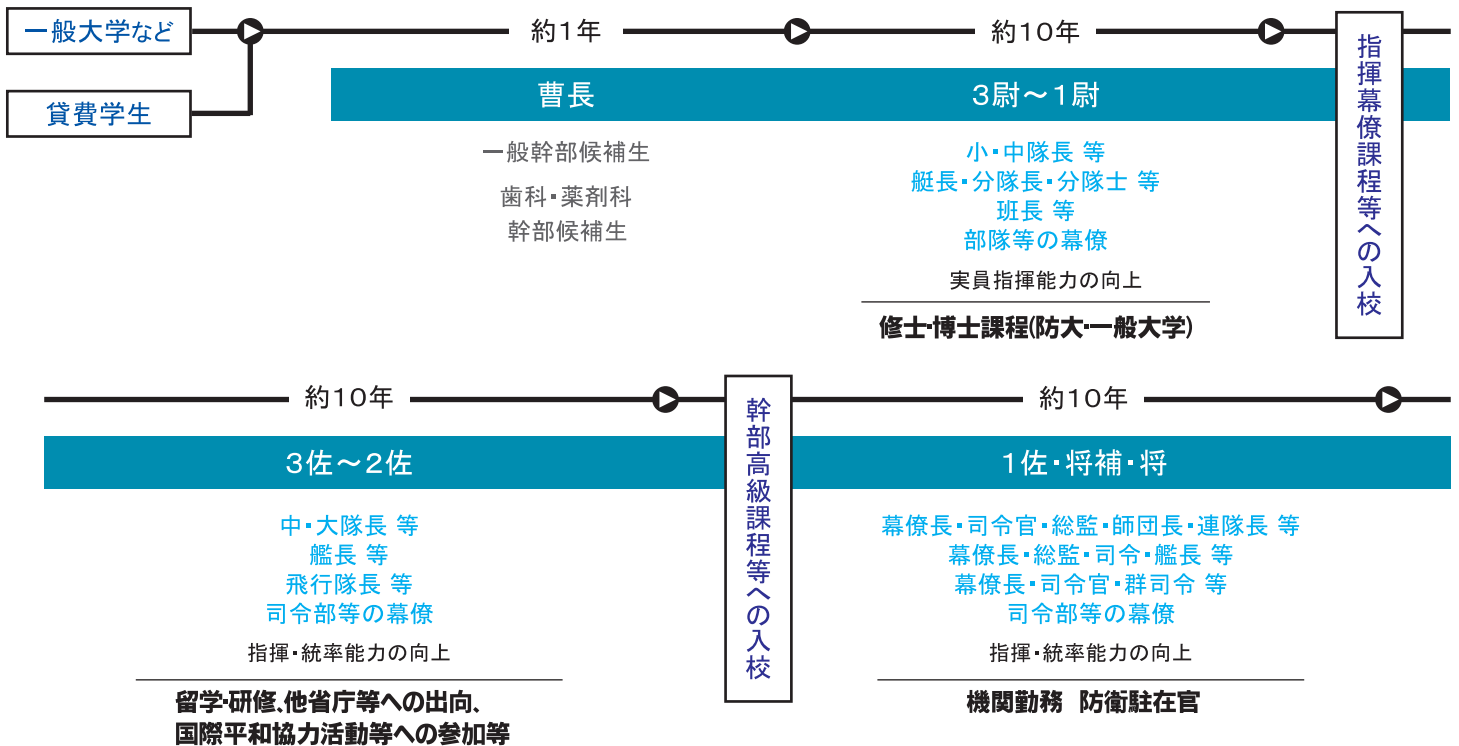 一般大学など
貸費学生
約1年
約10年
曹長
3尉～1尉
一般幹部候補生
歯科・薬剤科
幹部候補生
小・中隊長 等
艇長・分隊長・分隊士 等
班長 等
部隊等の幕僚
実員指揮能力の向上
修士・博士課程(防大・一般大学)
指揮幕僚課程等への入校
約10年
3佐～2佐
中・大隊長 等
艦長 等
飛行隊長 等
司令部等の幕僚
指揮・統率能力の向上
留学・研修、他省庁等への出向、
国際平和協力活動等への参加等
幹部高級課程等への入校
約10年
1佐・将補・将
幕僚長・司令官・総監・師団長・連隊長 等
幕僚長・総監・司令・艦長 等
幕僚長・司令官・群司令 等
司令部等の幕僚
指揮・統率能力の向上
機関勤務 防衛駐在官